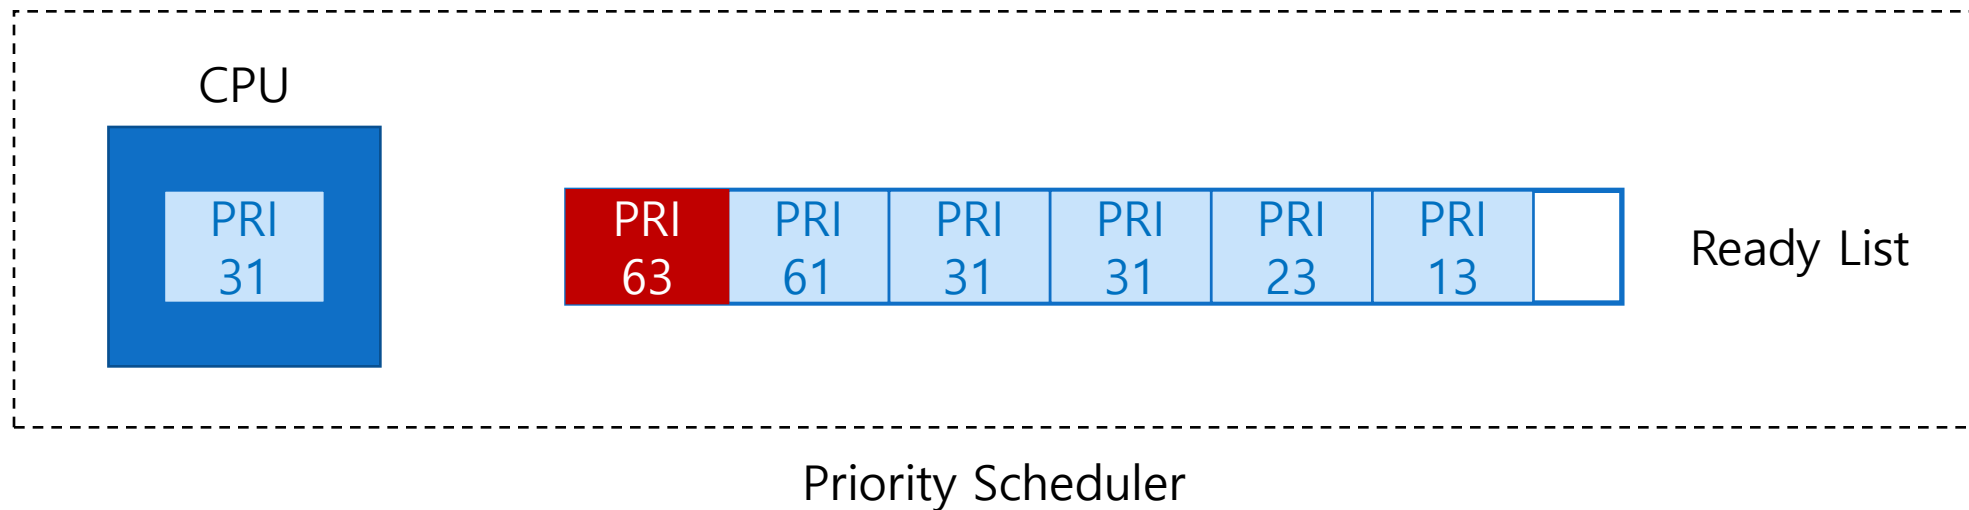 CPU
PRI
31
PRI
63
PRI
61
PRI
31
PRI
31
PRI
23
PRI
13
Ready List
Priority Scheduler